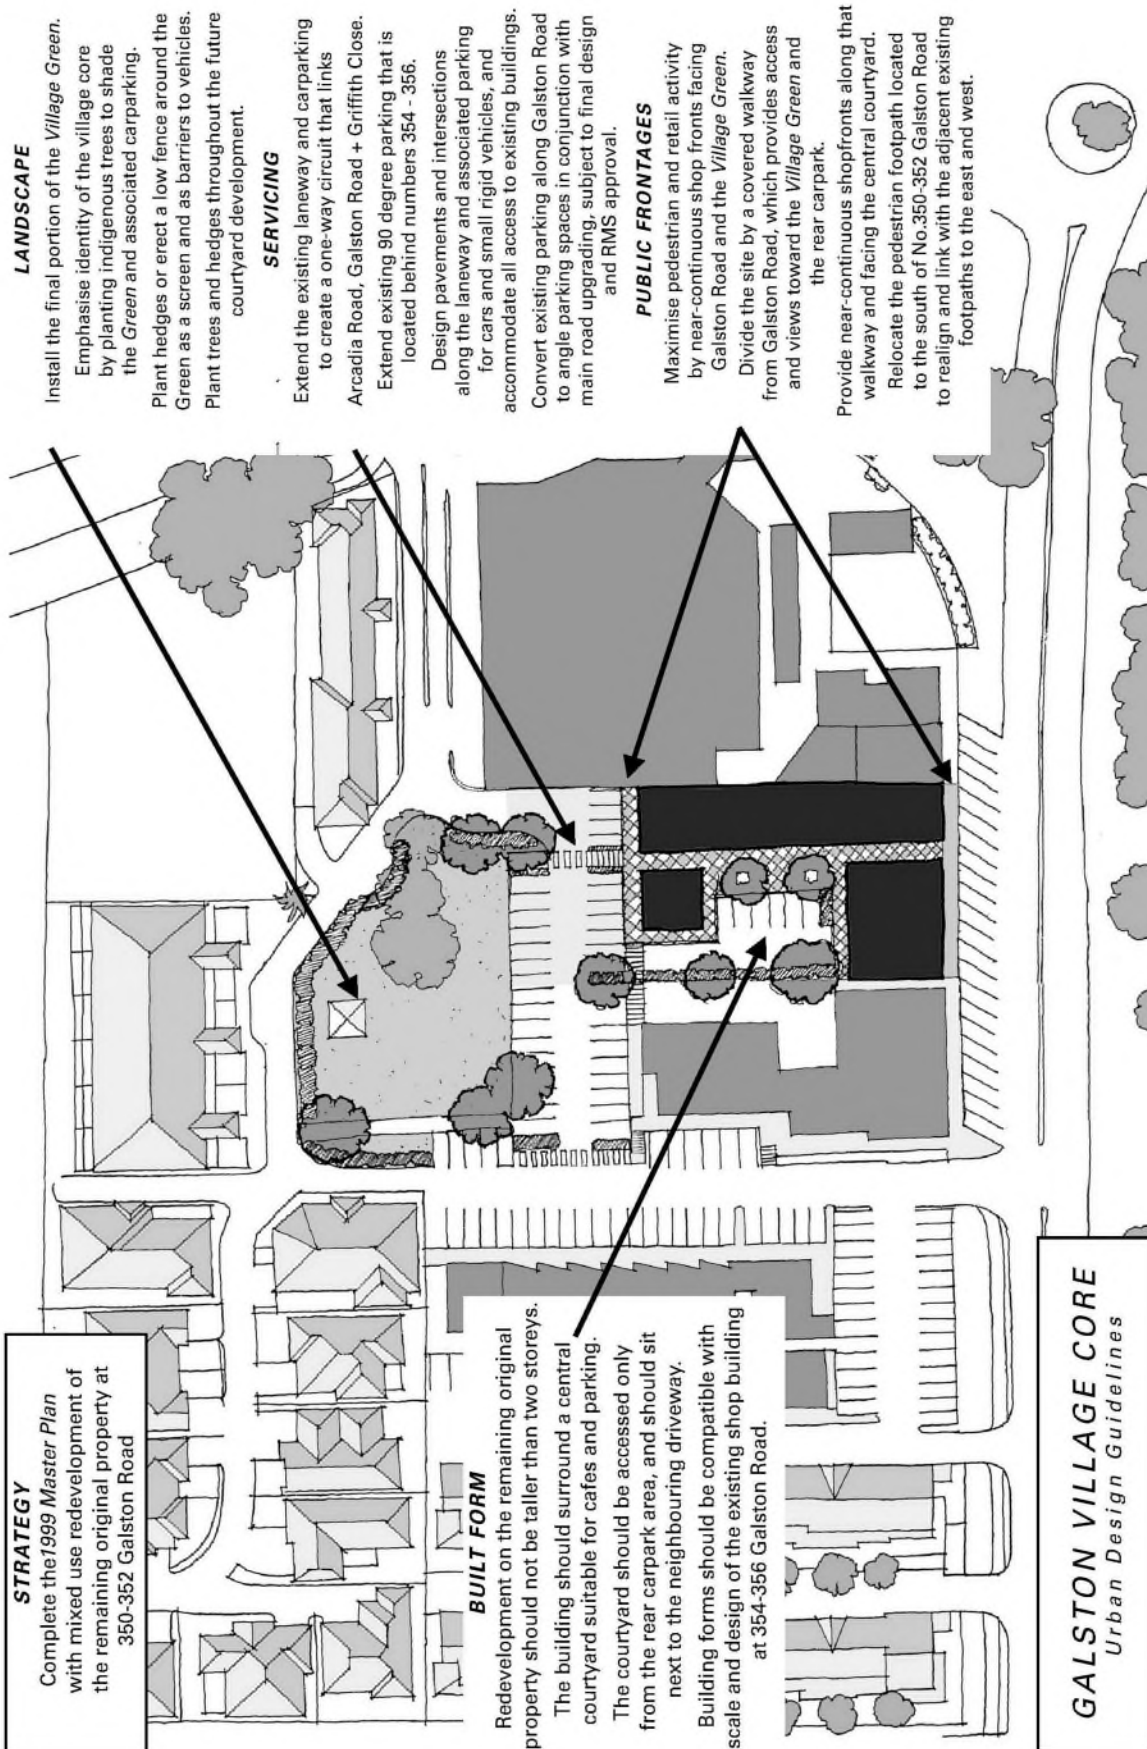 STRATEGY
Complete the1999 Master Plan
with mixed use redevelopment of
the remaining original property at
350-352 Galston Road
BUILT FORM
Redevelopment on the remaining original
property should not be taller than two storeys.
The building should surround a central
courtyard suitable for cafes and parking.
The courtyard should be accessed only
from the rear carpark area, and should sit
next to the neighbouring driveway.
Building forms should be compatible with
scale and design of the existing shop building
at 354-356 Galston Road.
GALSTON VILLAGE CORE
Urban Design Guidelines
LANDSCAPE
Install the final portion of the Village Green.
Emphasise identity of the village core
by planting indigenous trees to shade
the Green and associated carparking.
Plant hedges or erect a low fence around the
Green as a screen and as barriers to vehicles.
Plant trees and hedges throughout the future
courtyard development.
SERVICING
Extend the existing laneway and carparking
to create a one-way circuit that links
Arcadia Road, Galston Road + Griffith Close.
Extend existing 90 degree parking that is
located behind numbers 354 - 356.
Design pavements and intersections
along the laneway and associated parking
for cars and small rigid vehicles, and
accommodate all access to existing buildings.
Convert existing parking along Galston Road
to angle parking spaces in conjunction with
main road upgrading, subject to final design
and RMS approval.
PUBLIC FRONTAGES
Maximise pedestrian and retail activity
by near-continuous shop fronts facing
Galston Road and the Village Green.
Divide the site by a covered walkway
from Galston Road, which provides access
and views toward the Village Green and
the rear carpark.
Provide near-continuous shopfronts along that
walkway and facing the central courtyard.
Relocate the pedestrian footpath located
to the south of No.350-352 Galston Road
to realign and link with the adjacent existing
footpaths to the east and west.